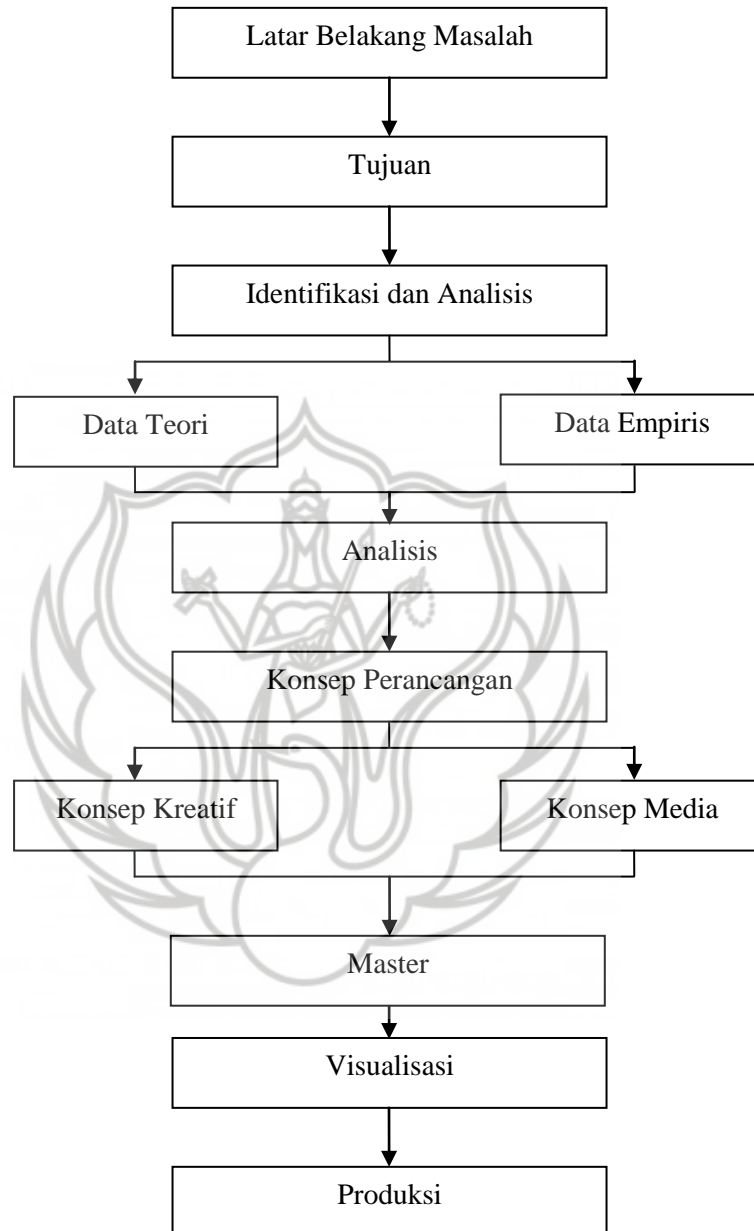 Latar Belakang Masalah
Tujuan
Identifikasi dan Analisis
Data Teori
Data Empiris
Analisis
Konsep Perancangan
Konsep Kreatif
Konsep Media
Master
Visualisasi
Produksi